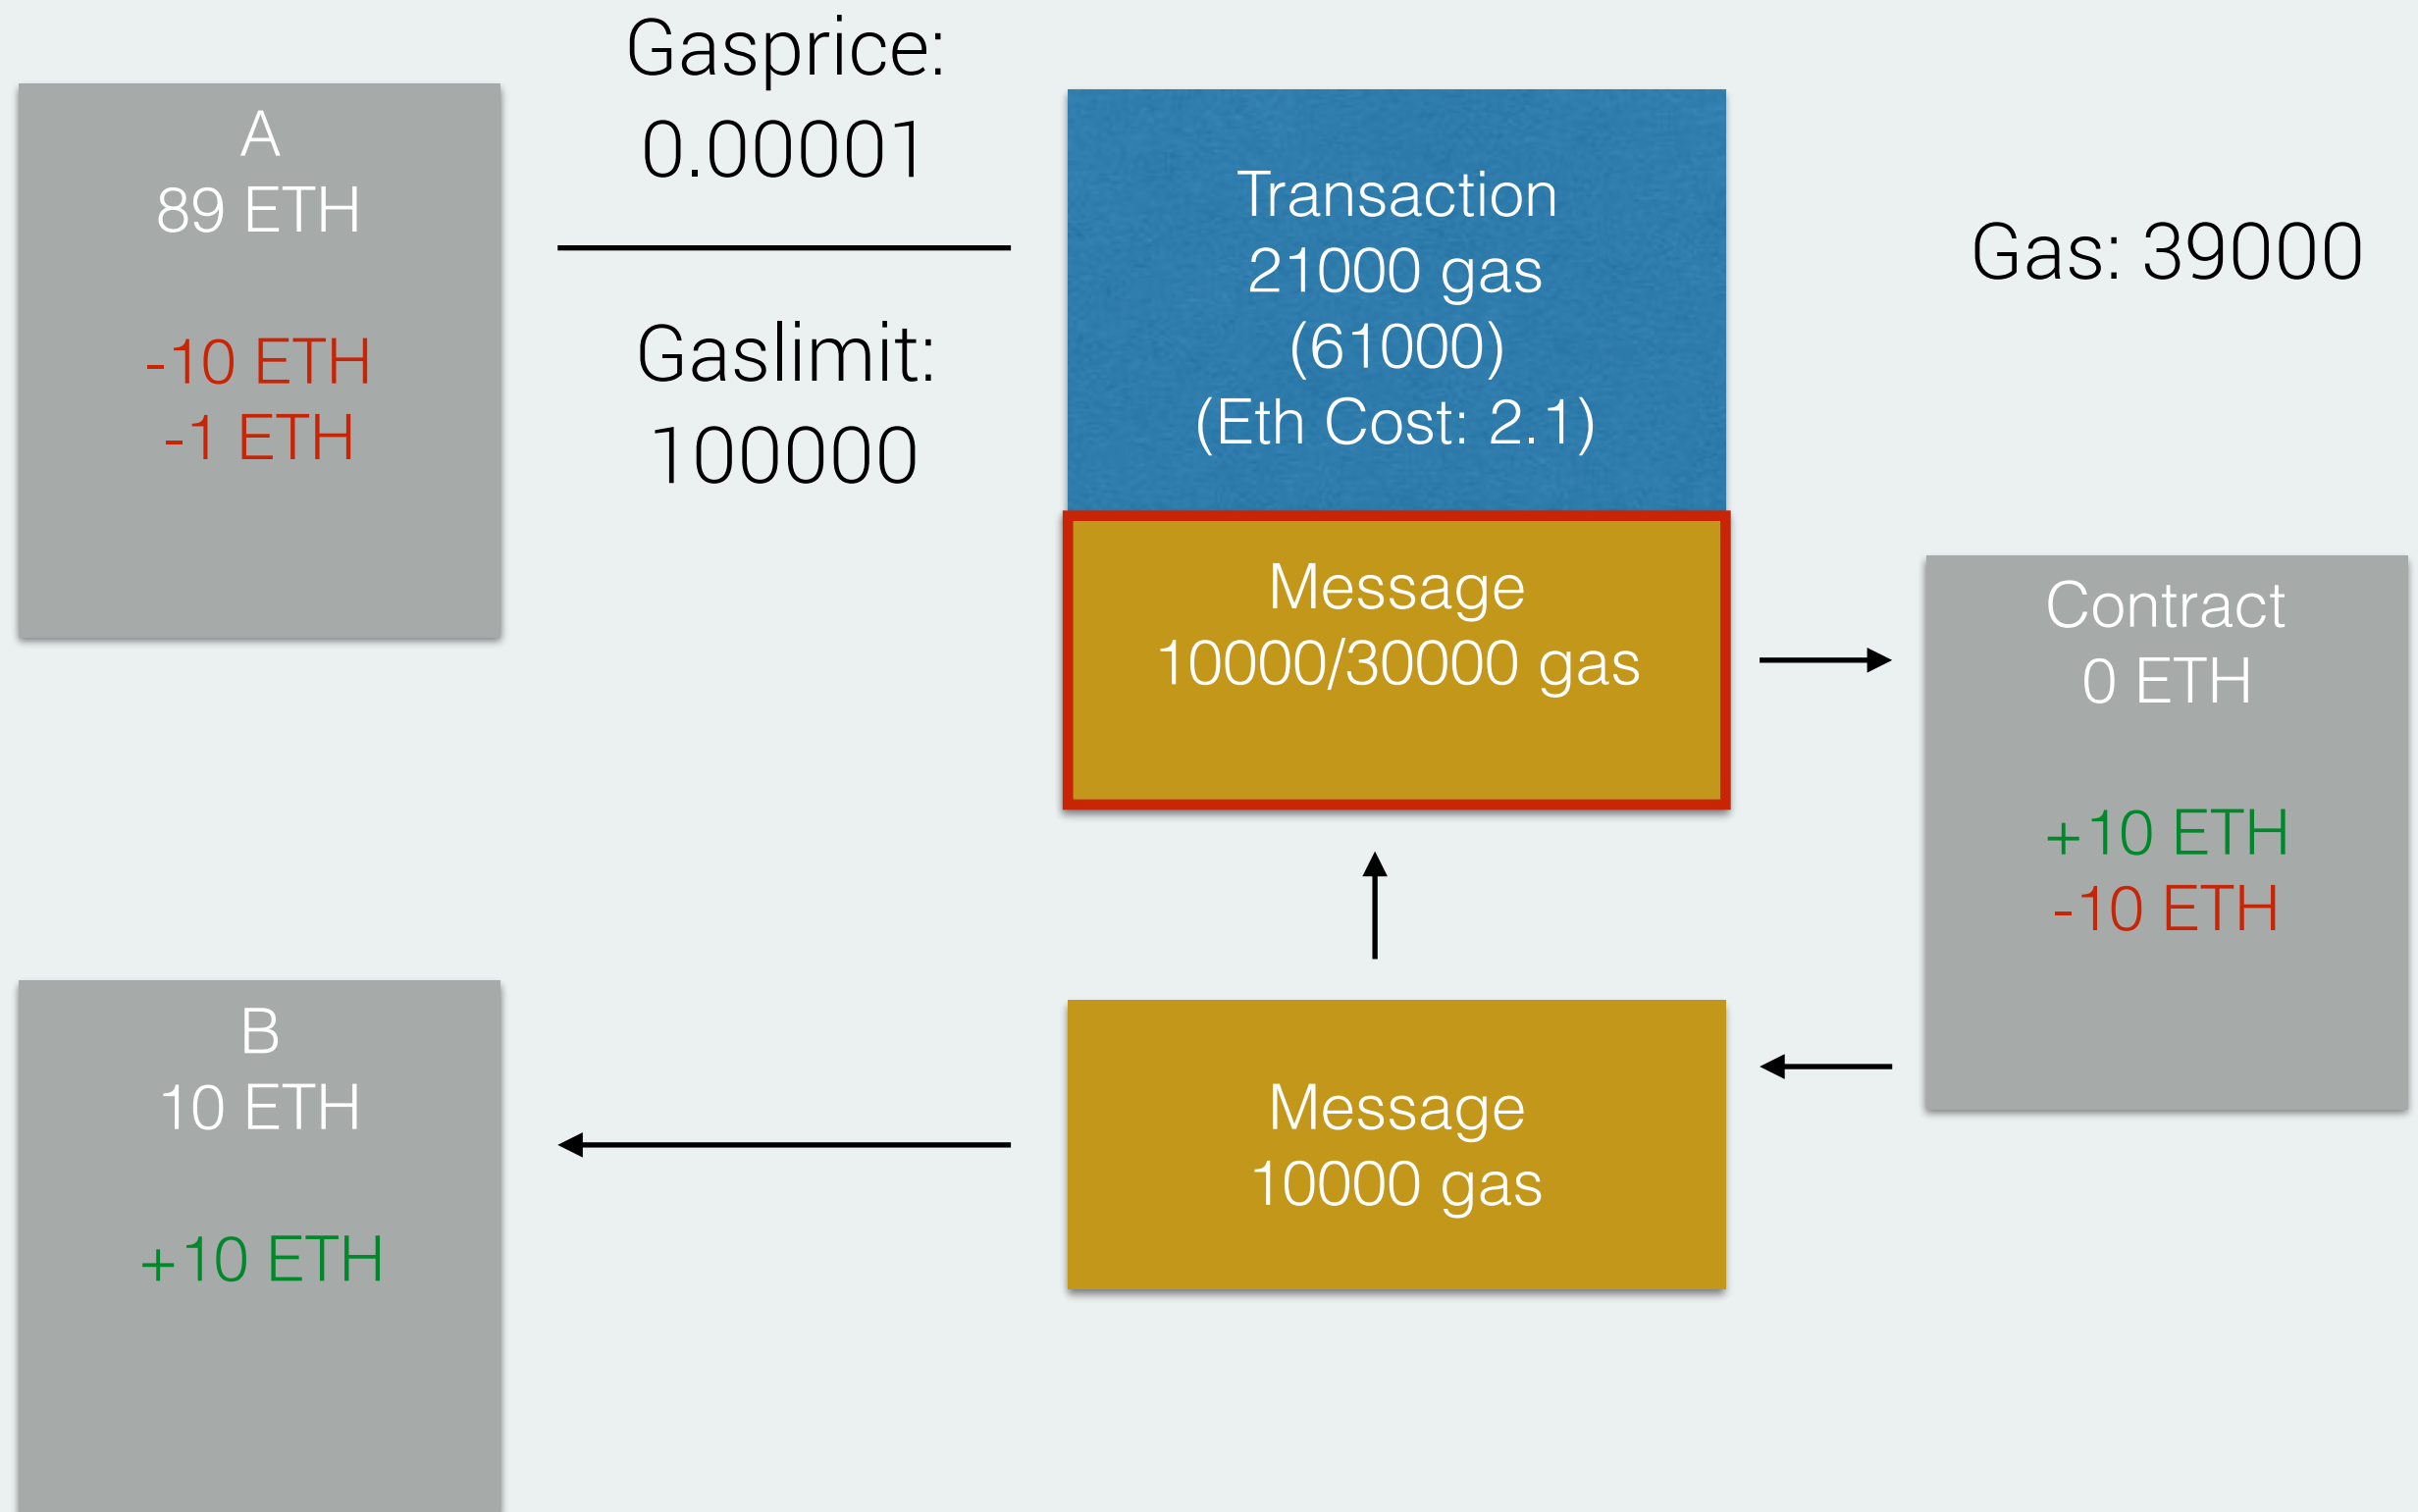 A
89 ETH
-10 ETH
-1 ETH
Gasprice:
0.00001
Gaslimit:
100000
Transaction
21000 gas
(61000)
(Eth Cost: 2.1)
Gas: 39000
Message
10000/30000 gas
Contract
0 ETH
+10 ETH
-10 ETH
B
10 ETH
+10 ETH
Message
10000 gas